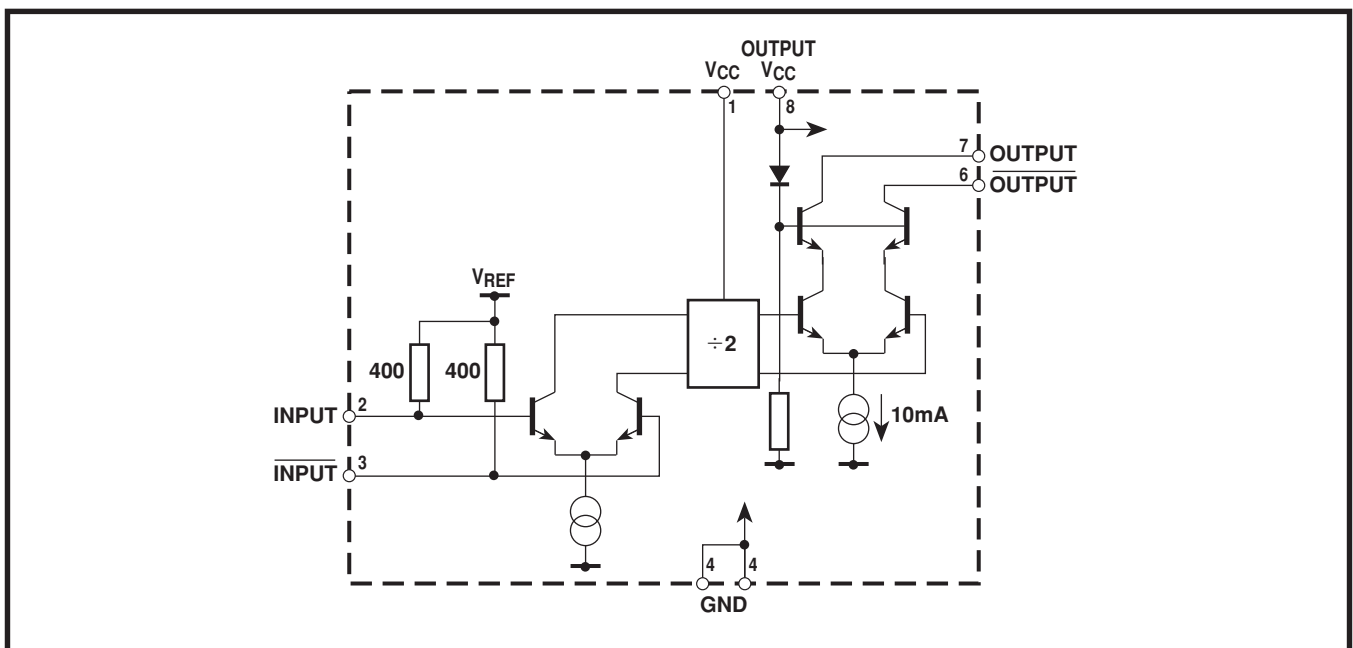 OUTPUT
VCC
VCC
1
8
7
OUTPUT
6
OUTPUT
VREF
÷2
400
400
INPUT
2
10mA
INPUT
3
4
4
GND